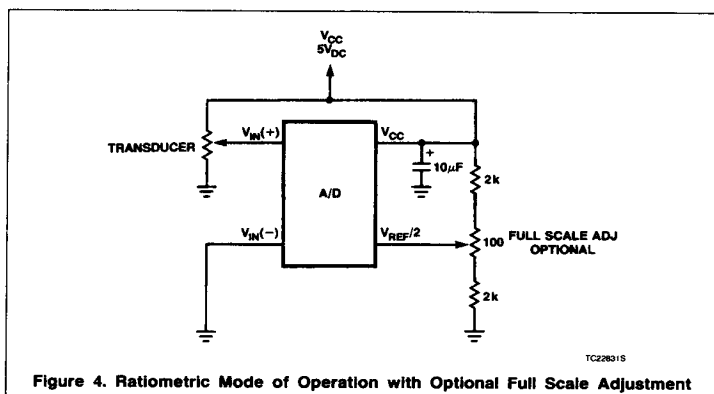 VCC
5VDC
TRANSDUCER
VIN(+)
VCC
+
10µF
2k
A/D
VIN(−)
VREF/2
100
FULL SCALE ADJ
OPTIONAL
2k
TC22831S
Figure 4. Ratiometric Mode of Operation with Optional Full Scale Adjustment